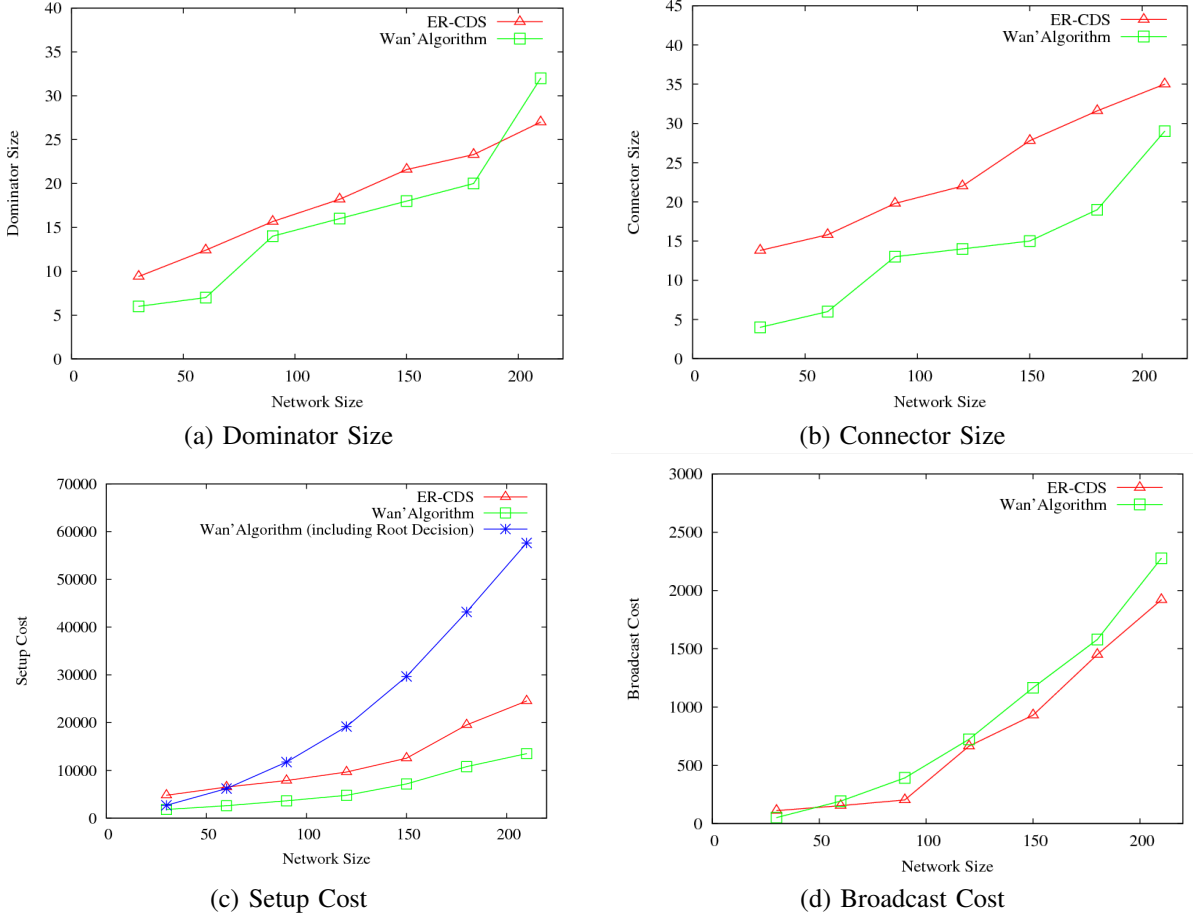 40
35
30
25
20
15
10
5
0
0 50 100 150 200
Dominator Size
Network Size
ER-CDS
Wan'Algorithm
(a) Dominator Size
45
40
35
30
25
20
15
10
5
0
0 50 100 150 200
Connector Size
Network Size
ER-CDS
Wan'Algorithm
(b) Connector Size
70000
60000
50000
40000
30000
20000
10000
0
0 50 100 150 200
Setup Cost
Network Size
ER-CDS
Wan'Algorithm
Wan'Algorithm (including Root Decision)
(c) Setup Cost
3000
2500
2000
1500
1000
500
0
0 50 100 150 200
Broadcast Cost
Network Size
ER-CDS
Wan'Algorithm
(d) Broadcast Cost